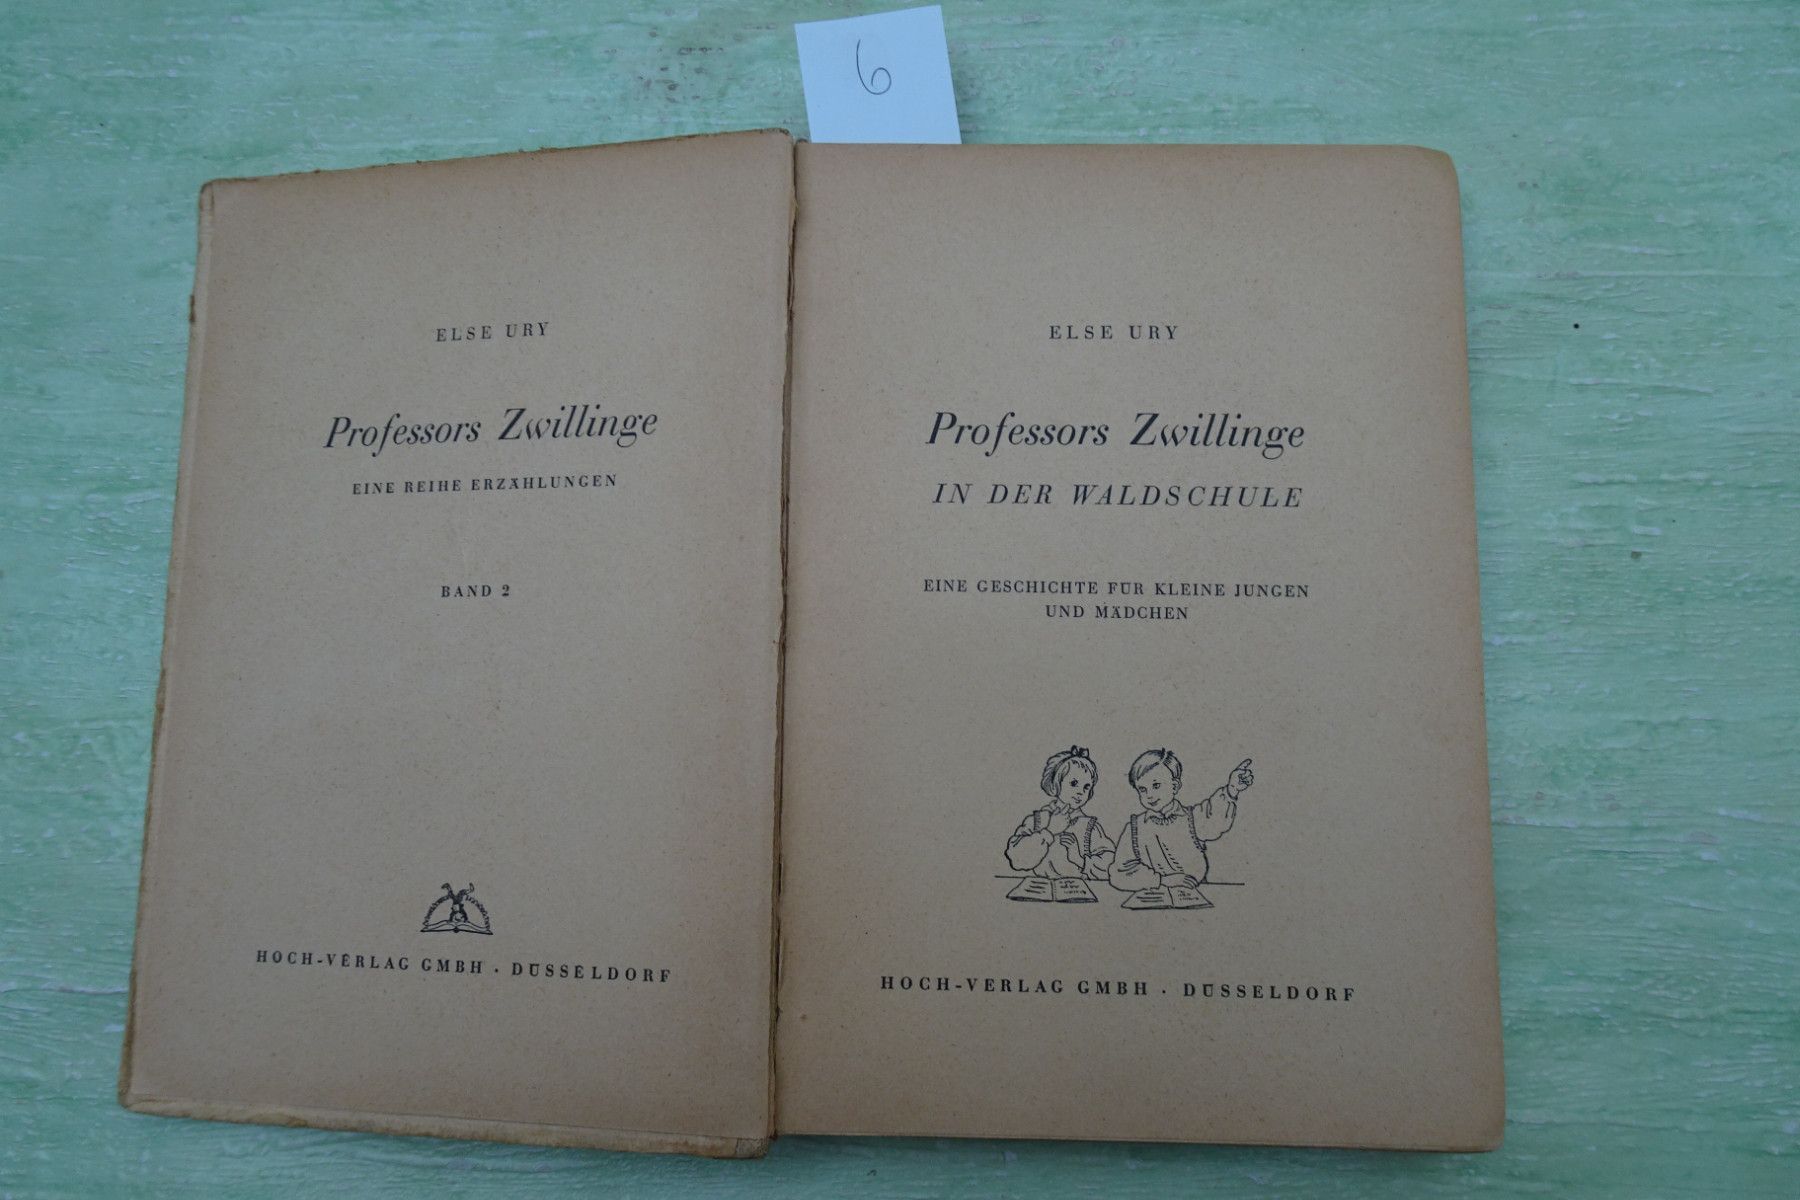 6
ELSE URY
Professors Zwillinge
EINE REIHE ERZÄHLUNGEN
BAND 2
HOCH-VERLAG GMBH · DÜSSELDORF
ELSE URY
Professors Zwillinge
IN DER WALDSCHULE
EINE GESCHICHTE FÜR KLEINE JUNGEN
UND MÄDCHEN
HOCH-VERLAG GMBH · DÜSSELDORF